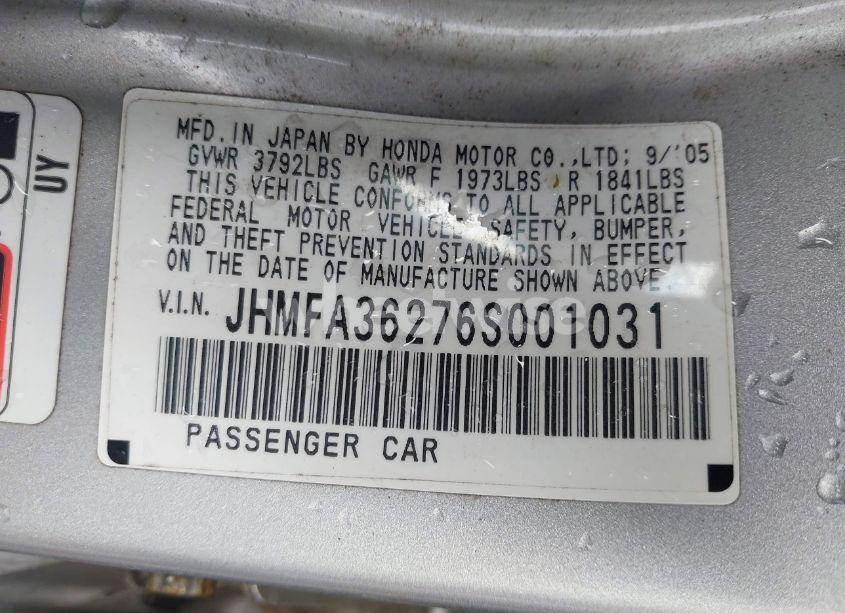 MFD. IN JAPAN BY HONDA MOTOR CO.,LTD; 9/'05
GVWR 3792LBS GAWR F 1973LBS R 1841LBS
THIS VEHICLE CONFORMS TO ALL APPLICABLE
FEDERAL MOTOR VEHICLE SAFETY, BUMPER,
AND THEFT PREVENTION STANDARDS IN EFFECT
ON THE DATE OF MANUFACTURE SHOWN ABOVE.
V.I.N. JHMFA36276S001031
PASSENGER CAR
UY